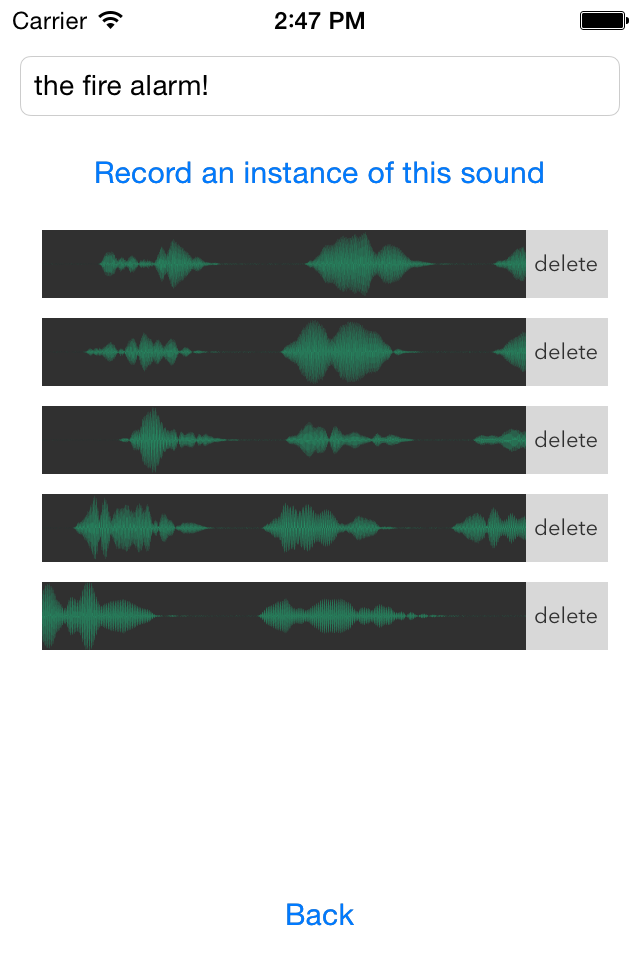 Carrier 2:47 PM
the fire alarm!
Record an instance of this sound
delete
delete
delete
delete
delete
Back